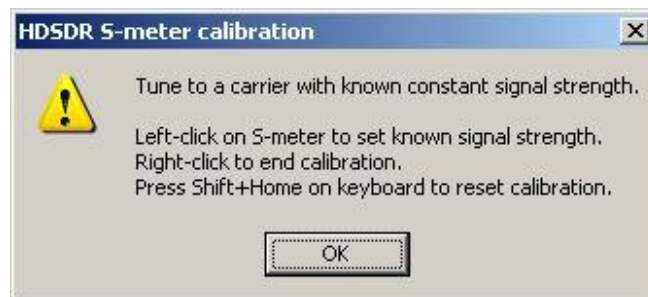 HDSDR S-meter calibration
Tune to a carrier with known constant signal strength.
Left-click on S-meter to set known signal strength.
Right-click to end calibration.
Press Shift+Home on keyboard to reset calibration.
OK